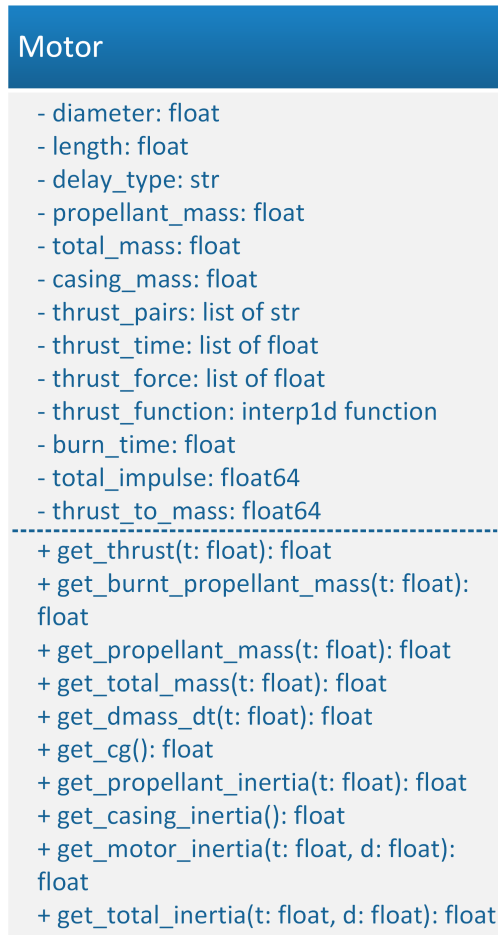 Motor
- diameter: float
- length: float
- delay_type: str
- propellant_mass: float
- total_mass: float
- casing_mass: float
- thrust_pairs: list of str
- thrust_time: list of float
- thrust_force: list of float
- thrust_function: interp1d function
- burn_time: float
- total_impulse: float64
- thrust_to_mass: float64
+ get_thrust(t: float): float
+ get_burnt_propellant_mass(t: float):
float
+ get_propellant_mass(t: float): float
+ get_total_mass(t: float): float
+ get_dmass_dt(t: float): float
+ get_cg(): float
+ get_propellant_inertia(t: float): float
+ get_casing_inertia(): float
+ get_motor_inertia(t: float, d: float):
float
+ get_total_inertia(t: float, d: float): float